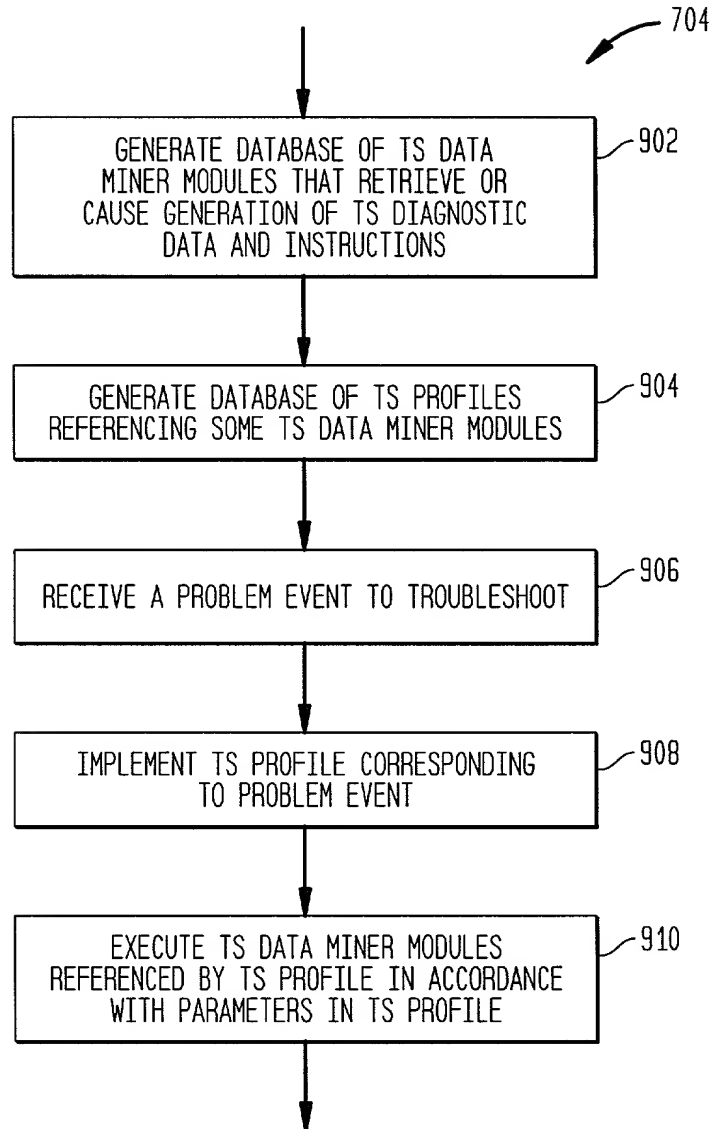 704
GENERATE DATABASE OF TS DATA
MINER MODULES THAT RETRIEVE OR
CAUSE GENERATION OF TS DIAGNOSTIC
DATA AND INSTRUCTIONS
902
GENERATE DATABASE OF TS PROFILES
REFERENCING SOME TS DATA MINER MODULES
904
RECEIVE A PROBLEM EVENT TO TROUBLESHOOT
906
IMPLEMENT TS PROFILE CORRESPONDING
TO PROBLEM EVENT
908
EXECUTE TS DATA MINER MODULES
REFERENCED BY TS PROFILE IN ACCORDANCE
WITH PARAMETERS IN TS PROFILE
910